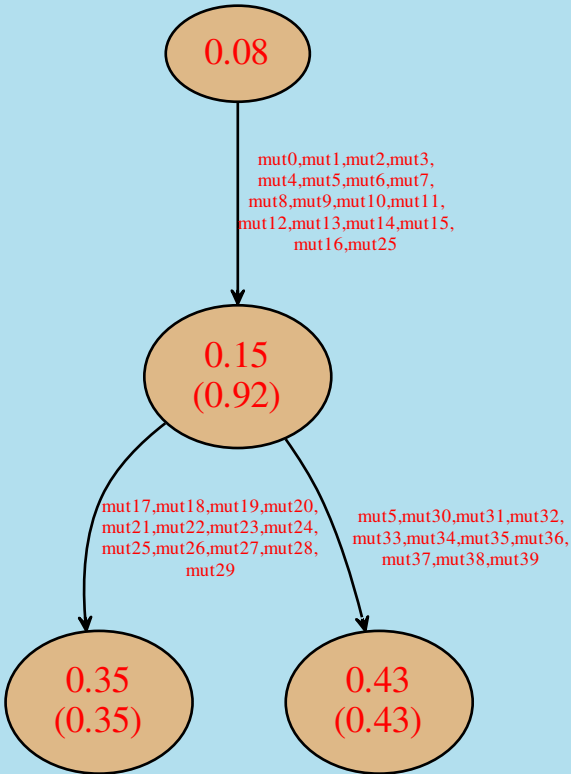 0.08
mut0,mut1,mut2,mut3,
mut4,mut5,mut6,mut7,
mut8,mut9,mut10,mut11,
mut12,mut13,mut14,mut15,
mut16,mut25
0.15
(0.92)
mut17,mut18,mut19,mut20,
mut21,mut22,mut23,mut24,
mut25,mut26,mut27,mut28,
mut29
mut5,mut30,mut31,mut32,
mut33,mut34,mut35,mut36,
mut37,mut38,mut39
0.35
(0.35)
0.43
(0.43)